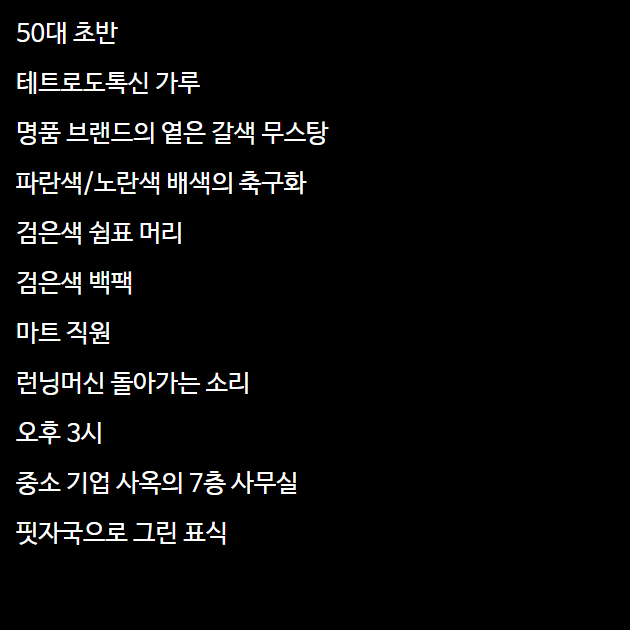 50대 초반
테트로도톡신 가루
명품 브랜드의 옅은 갈색 무스탕
파란색/노란색 배색의 축구화
검은색 쉼표 머리
검은색 백팩
마트 직원
런닝머신 돌아가는 소리
오후 3시
중소 기업 사옥의 7층 사무실
핏자국으로 그린 표식